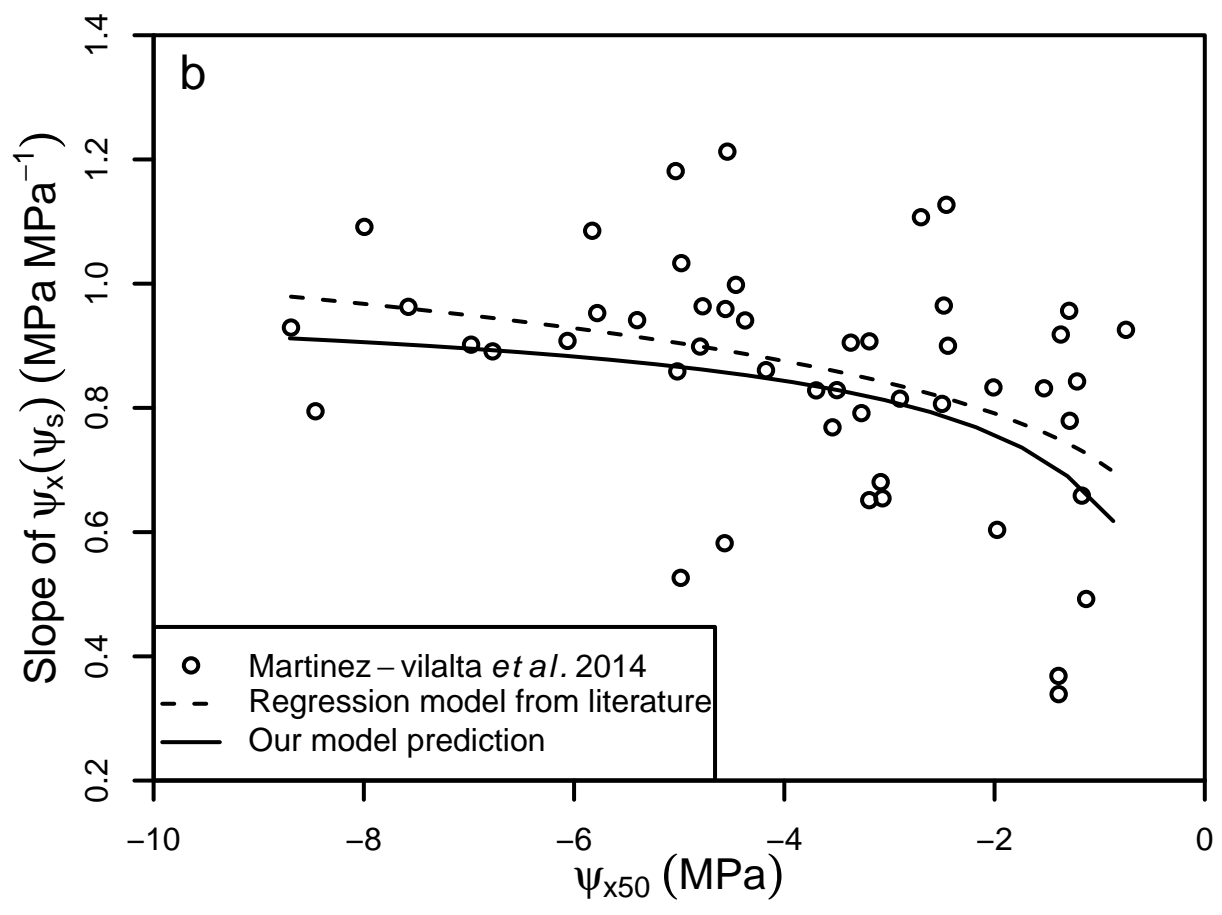 b
Slope of ψx(ψs) (MPa MPa−1)
1.4
1.2
1.0
0.8
0.6
0.4
0.2
Martinez – vilalta et al. 2014
Regression model from literature
Our model prediction
−10 −8 −6 −4 −2 0
ψx50 (MPa)